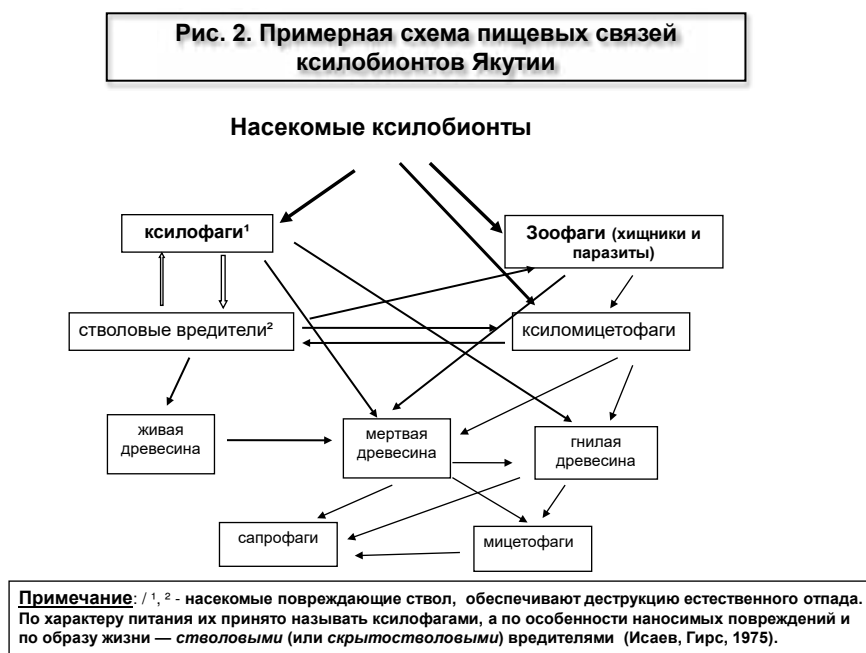 Рис. 2. Примерная схема пищевых связей
ксилобионтов Якутии
Насекомые ксилобионты
ксилофаги¹
Зоофаги (хищники и
паразиты)
стволовые вредители²
ксиломицетофаги
живая
древесина
мертвая
древесина
гнилая
древесина
сапрофаги
мицетофаги
Примечание: / ¹, ² - насекомые повреждающие ствол, обеспечивают деструкцию естественного отпада.
По характеру питания их принято называть ксилофагами, а по особенности наносимых повреждений и
по образу жизни — стволовыми (или скрытостволовыми) вредителями (Исаев, Гирс, 1975).